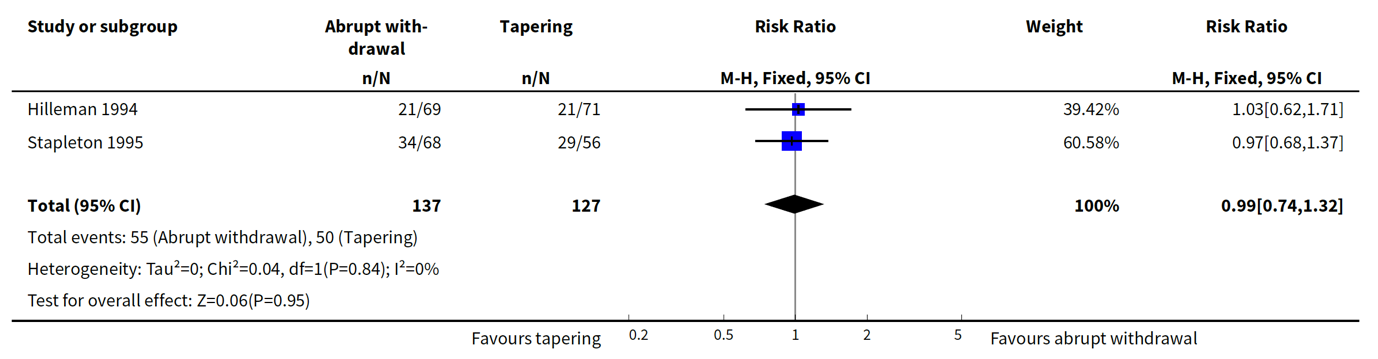 Study or subgroup Abrupt with- Tapering Risk Ratio Weight Risk Ratio
drawal
n/N n/N M-H, Fixed, 95% CI M-H, Fixed, 95% CI
Hilleman 1994 21/69 21/71 39.42% 1.03[0.62,1.71]
Stapleton 1995 34/68 29/56 60.58% 0.97[0.68,1.37]
Total (95% CI) 137 127 100% 0.99[0.74,1.32]
Total events: 55 (Abrupt withdrawal), 50 (Tapering)
Heterogeneity: Tau²=0; Chi²=0.04, df=1(P=0.84); I²=0%
Test for overall effect: Z=0.06(P=0.95)
Favours tapering 0.2 0.5 1 2 5 Favours abrupt withdrawal